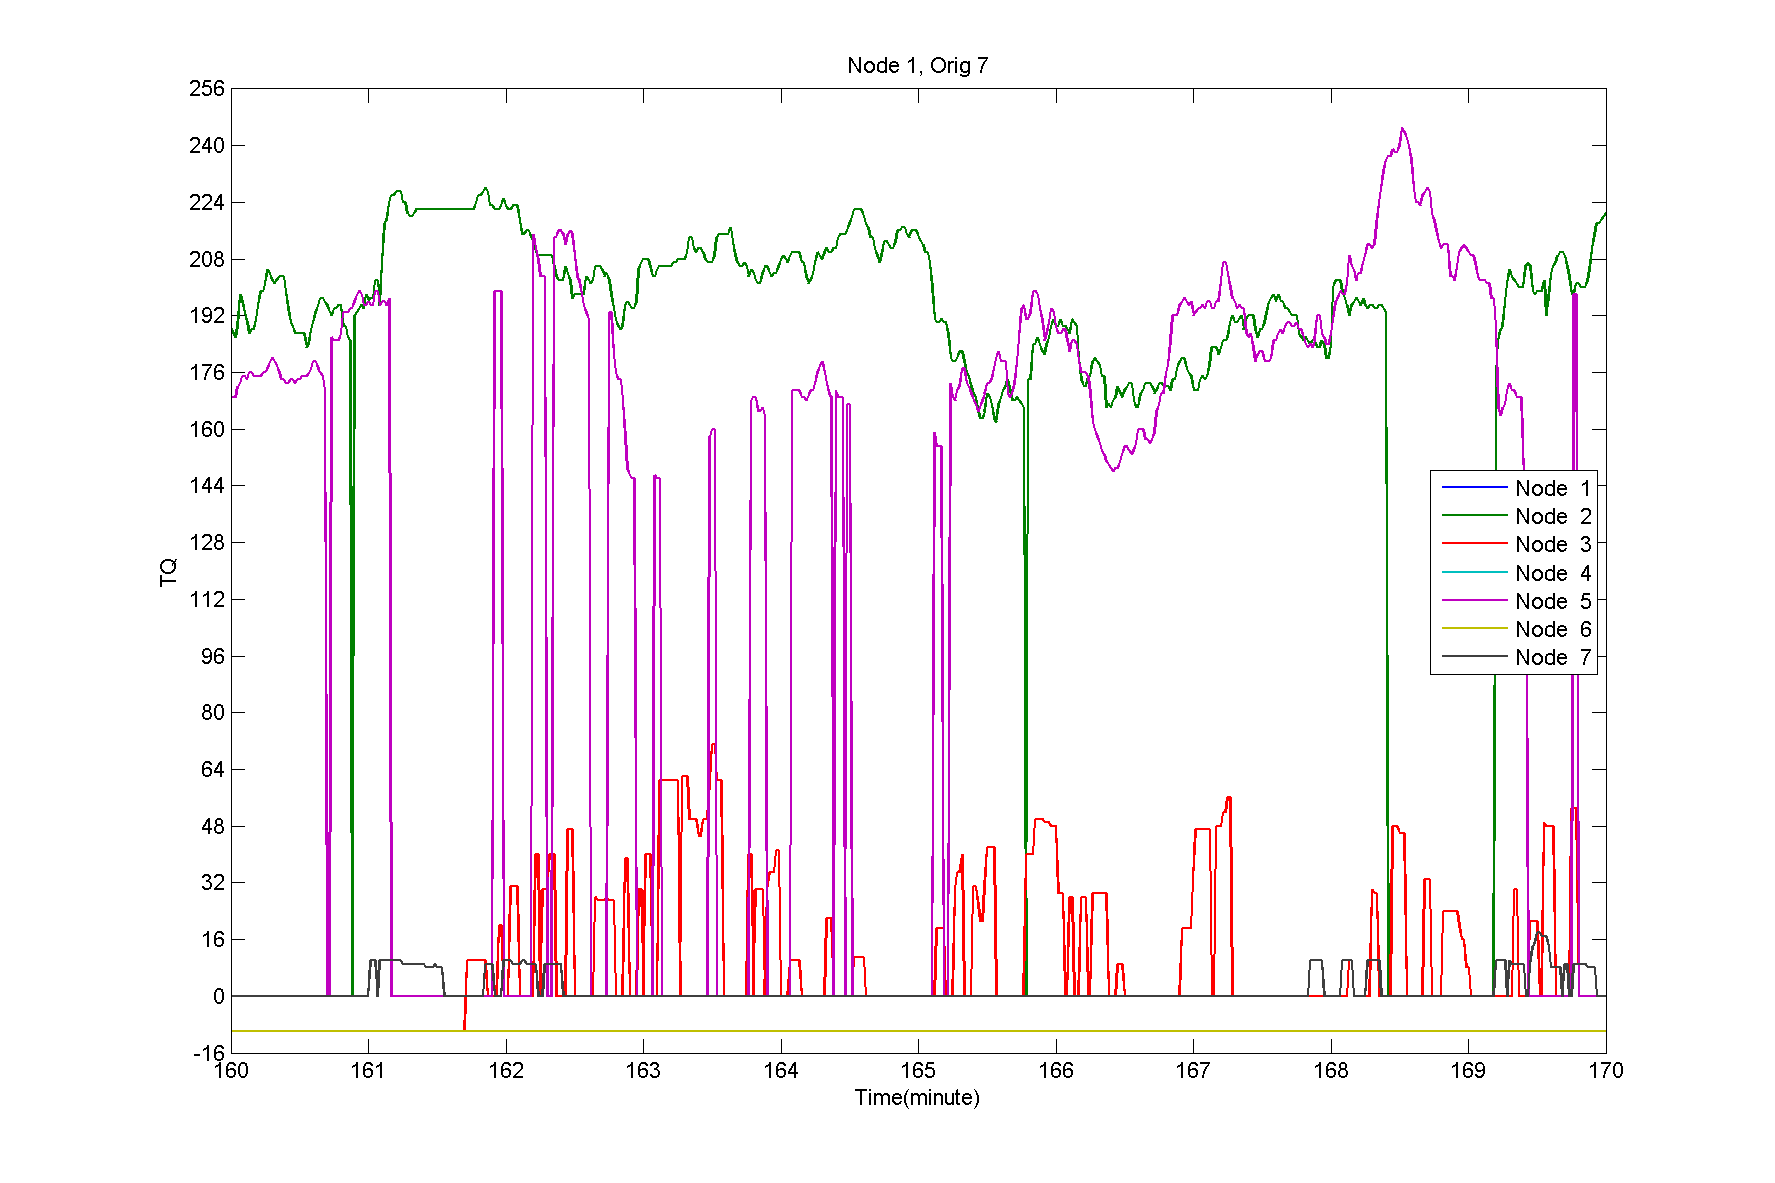 Node 1, Orig 7
256
240
224
208
192
176
160
144
128
112
96
80
64
48
32
16
0
-16
TQ
160 161 162 163 164 165 166 167 168 169 170
Time(minute)
Node 1
Node 2
Node 3
Node 4
Node 5
Node 6
Node 7